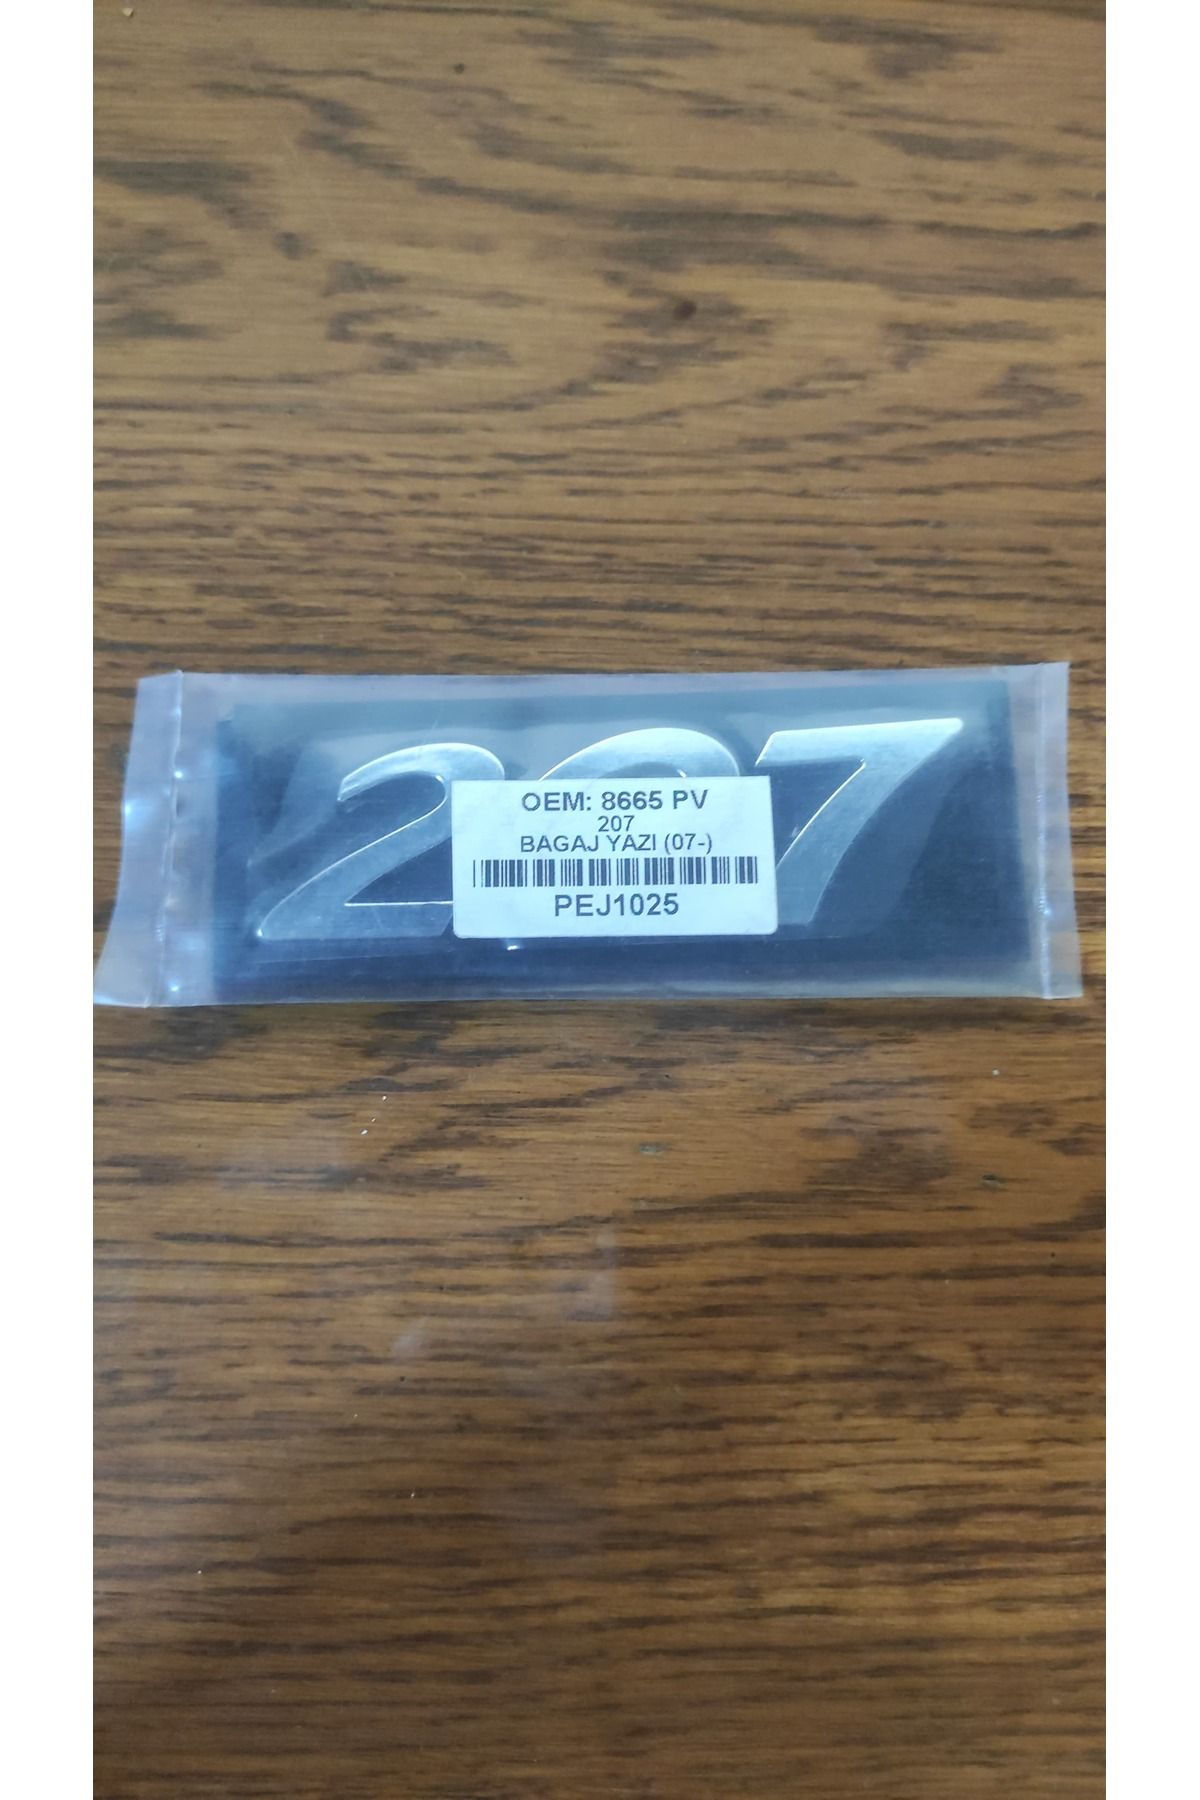 207
OEM: 8665 PV
207
BAGAJ YAZI (07-)
PEJ1025